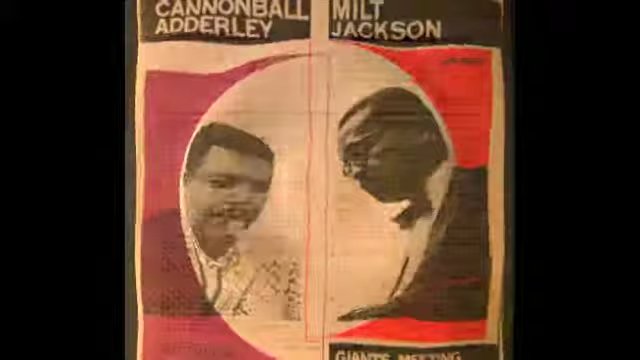 CANNONBALL
ADDERLEY
MILT
JACKSON
GIANTS MEETING